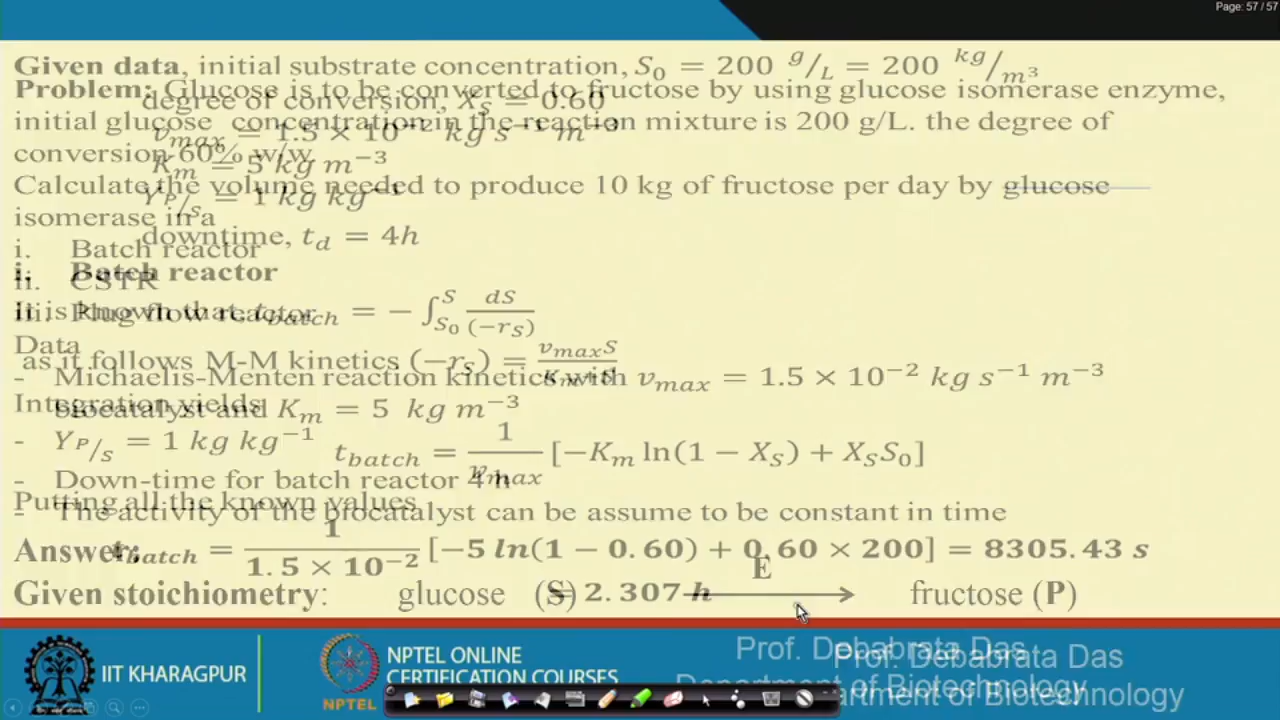 Page: 57 / 57
Given data, initial substrate concentration, S₀ = 200 g/L = 200 kg/m³
Problem: Glucose is to be converted to fructose by using glucose isomerase enzyme,
degree of conversion, X_S = 0.60
initial glucose concentration in the reaction mixture is 200 g/L. the degree of
v_max = 1.5 × 10⁻² kg s⁻¹ m⁻³
conversion 60% w/w
K_m = 5 kg m⁻³
Calculate the volume needed to produce 10 kg of fructose per day by glucose
Y_P/s = 1 kg kg⁻¹
isomerase in a
downtime, t_d = 4h
i. Batch reactor
i. Batch reactor
ii. CSTR
It is known that, t_batch = − ∫_{S₀}^{S} dS/(−r_S)
iii. Plug flow reactor
Data
as it follows M-M kinetics (−r_s) = v_max S / K_m + S
- Michaelis-Menten reaction kinetics with v_max = 1.5 × 10⁻² kg s⁻¹ m⁻³
Integration yields
biocatalyst and K_m = 5 kg m⁻³
- Y_P/s = 1 kg kg⁻¹
t_batch = 1/v_max [−K_m ln(1 − X_S) + X_S S₀]
- Down-time for batch reactor 4 h
Putting all the known values
- The activity of the biocatalyst can be assume to be constant in time
Answer:
t_batch = 1/1.5 × 10⁻² [−5 ln(1 − 0.60) + 0.60 × 200] = 8305.43 s
= 2.307 h
Given stoichiometry: glucose (S) E → fructose (P)
IIT KHARAGPUR
NPTEL
NPTEL ONLINE
CERTIFICATION COURSES
Prof. Debabrata Das
Department of Biotechnology
Prof. Debabrata Das
Department of Biotechnology